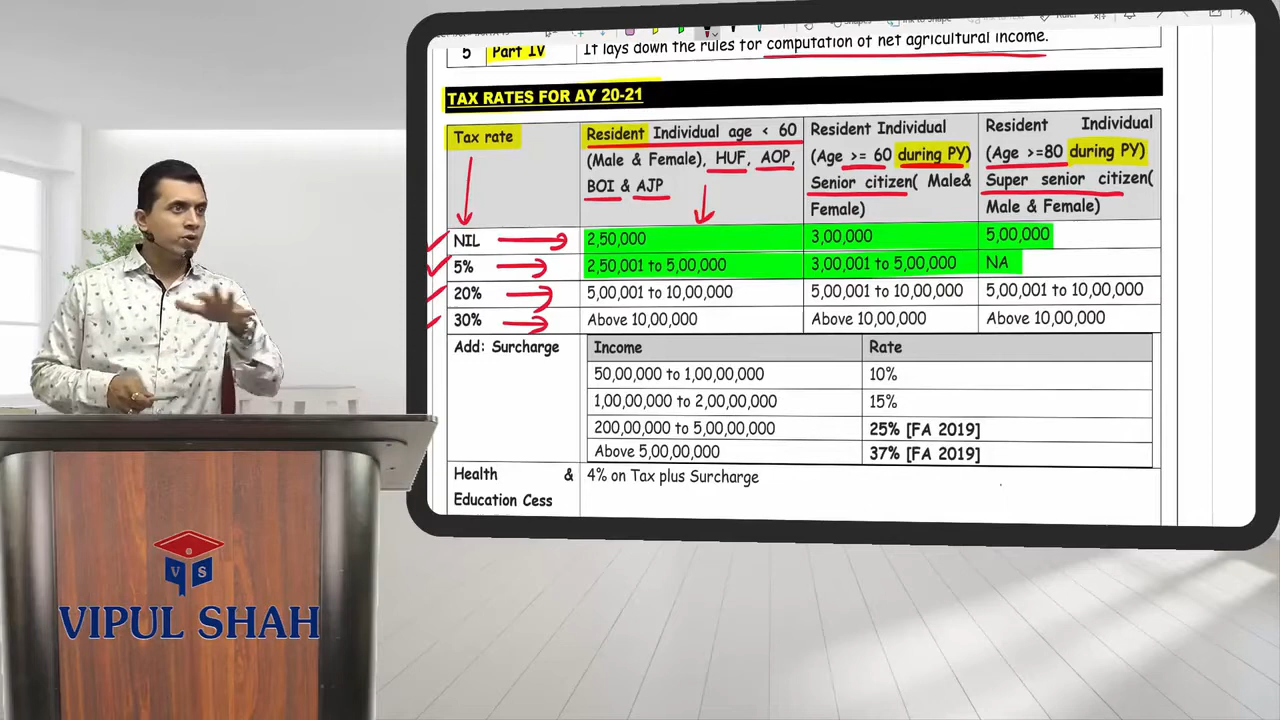 5 Part IV It lays down the rules for computation of net agricultural income.
TAX RATES FOR AY 20-21
Tax rate
Resident Individual age < 60
(Male & Female), HUF, AOP,
BOI & AJP
Resident Individual
(Age >= 60 during PY)
Senior citizen( Male&
Female)
Resident Individual
(Age >=80 during PY)
Super senior citizen(
Male & Female)
NIL 2,50,000 3,00,000 5,00,000
5% 2,50,001 to 5,00,000 3,00,001 to 5,00,000 NA
20% 5,00,001 to 10,00,000 5,00,001 to 10,00,000 5,00,001 to 10,00,000
30% Above 10,00,000 Above 10,00,000 Above 10,00,000
Add: Surcharge Income Rate
50,00,000 to 1,00,00,000 10%
1,00,00,000 to 2,00,00,000 15%
200,00,000 to 5,00,00,000 25% [FA 2019]
Above 5,00,00,000 37% [FA 2019]
Health & 4% on Tax plus Surcharge
Education Cess
V S
VIPUL SHAH